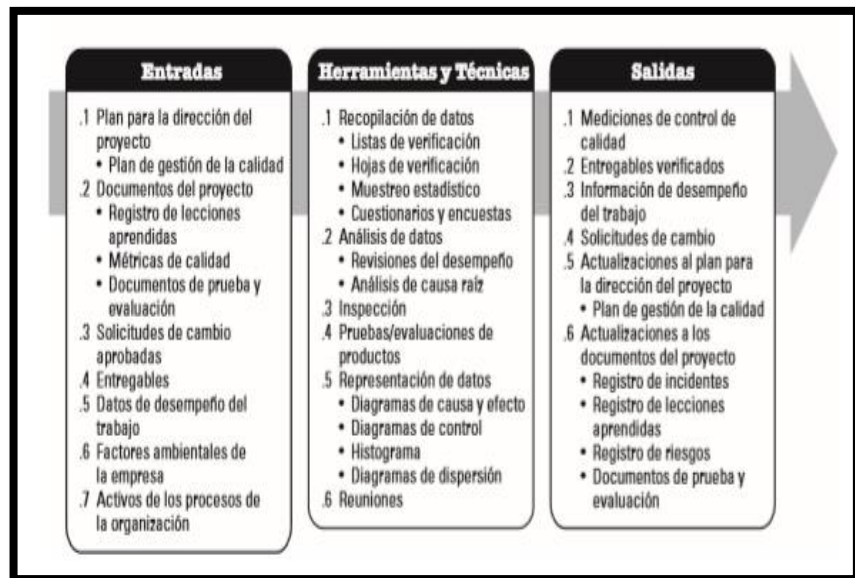 Entradas
.1 Plan para la dirección del
proyecto
• Plan de gestión de la calidad
.2 Documentos del proyecto
• Registro de lecciones
aprendidas
• Métricas de calidad
• Documentos de prueba y
evaluación
.3 Solicitudes de cambio
aprobadas
.4 Entregables
.5 Datos de desempeño del
trabajo
.6 Factores ambientales de
la empresa
.7 Activos de los procesos de
la organización
Herramientas y Técnicas
.1 Recopilación de datos
• Listas de verificación
• Hojas de verificación
• Muestreo estadístico
• Cuestionarios y encuestas
.2 Análisis de datos
• Revisiones del desempeño
• Análisis de causa raíz
.3 Inspección
.4 Pruebas/evaluaciones de
productos
.5 Representación de datos
• Diagramas de causa y efecto
• Diagramas de control
• Histograma
• Diagramas de dispersión
.6 Reuniones
Salidas
.1 Mediciones de control de
calidad
.2 Entregables verificados
.3 Información de desempeño
del trabajo
.4 Solicitudes de cambio
.5 Actualizaciones al plan para
la dirección del proyecto
• Plan de gestión de la calidad
.6 Actualizaciones a los
documentos del proyecto
• Registro de incidentes
• Registro de lecciones
aprendidas
• Registro de riesgos
• Documentos de prueba y
evaluación